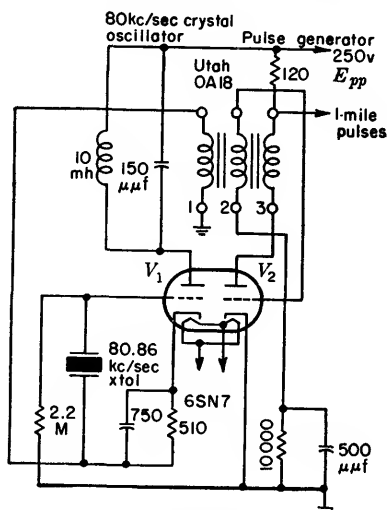 80kc/sec crystal
oscillator
Pulse generator
250v
Epp
Utah
OA18
120
1-mile
pulses
10
mh
150
μμf
1
2
3
V1
V2
80.86
kc/sec
xtal
2.2
M
750
6SN7
510
10000
500
μμf